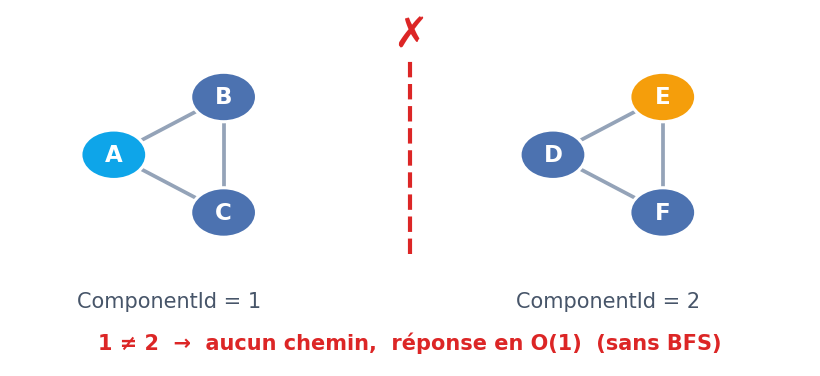 ✗
B
E
A
D
C
F
ComponentId = 1
ComponentId = 2
1 ≠ 2 → aucun chemin, réponse en O(1) (sans BFS)